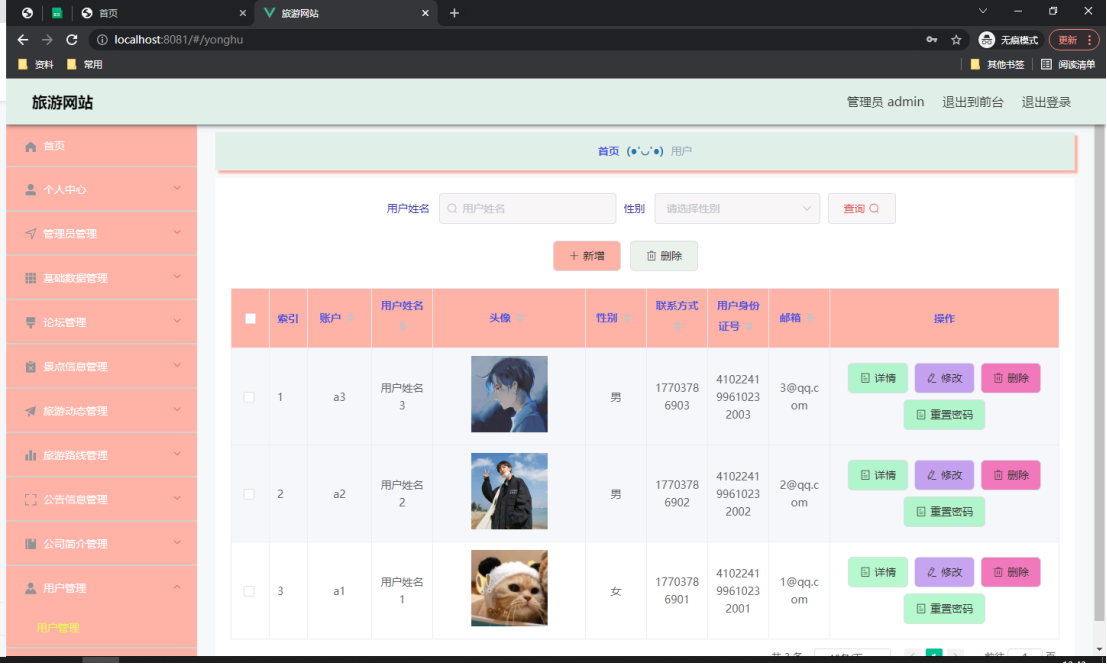 首页
旅游网站
localhost:8081/#/yonghu
无痕模式
更新
资料
常用
其他书签
阅读清单
旅游网站
管理员 admin
退出到前台
退出登录
首页
个人中心
管理员管理
基础数据管理
论坛管理
景点信息管理
旅游动态管理
旅游路线管理
公告信息管理
公司简介管理
用户管理
用户管理
首页 (●'◡'●) 用户
用户姓名 用户姓名 性别 请选择性别 查询
+ 新增 删除
索引 账户 用户姓名 头像 性别 联系方式 用户身份证号 邮箱 操作
1 a3 用户姓名3 男 17703786903 410224199610232003 3@qq.com 详情 修改 删除 重置密码
2 a2 用户姓名2 男 17703786902 410224199610232002 2@qq.com 详情 修改 删除 重置密码
3 a1 用户姓名1 女 17703786901 410224199610232001 1@qq.com 详情 修改 删除 重置密码